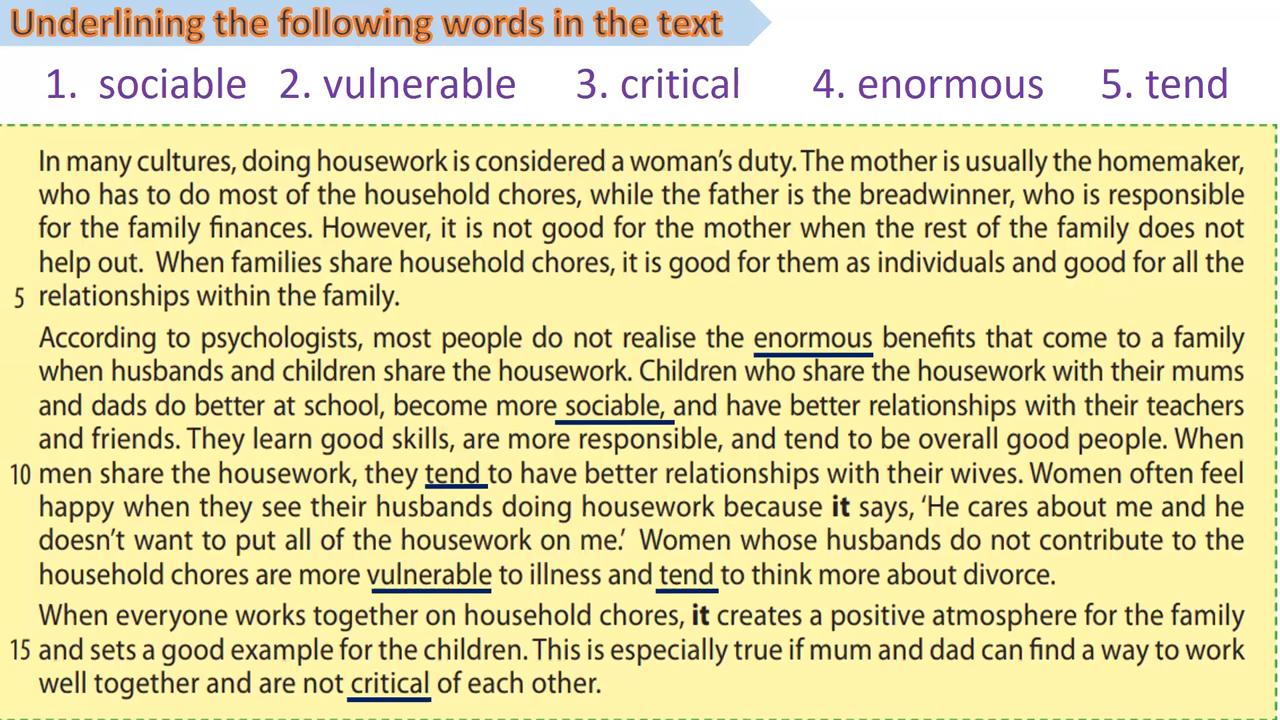 Underlining the following words in the text
1. sociable 2. vulnerable 3. critical 4. enormous 5. tend
In many cultures, doing housework is considered a woman's duty. The mother is usually the homemaker,
who has to do most of the household chores, while the father is the breadwinner, who is responsible
for the family finances. However, it is not good for the mother when the rest of the family does not
help out. When families share household chores, it is good for them as individuals and good for all the
5 relationships within the family.
According to psychologists, most people do not realise the enormous benefits that come to a family
when husbands and children share the housework. Children who share the housework with their mums
and dads do better at school, become more sociable, and have better relationships with their teachers
and friends. They learn good skills, are more responsible, and tend to be overall good people. When
10 men share the housework, they tend to have better relationships with their wives. Women often feel
happy when they see their husbands doing housework because it says, 'He cares about me and he
doesn't want to put all of the housework on me.' Women whose husbands do not contribute to the
household chores are more vulnerable to illness and tend to think more about divorce.
When everyone works together on household chores, it creates a positive atmosphere for the family
15 and sets a good example for the children. This is especially true if mum and dad can find a way to work
well together and are not critical of each other.